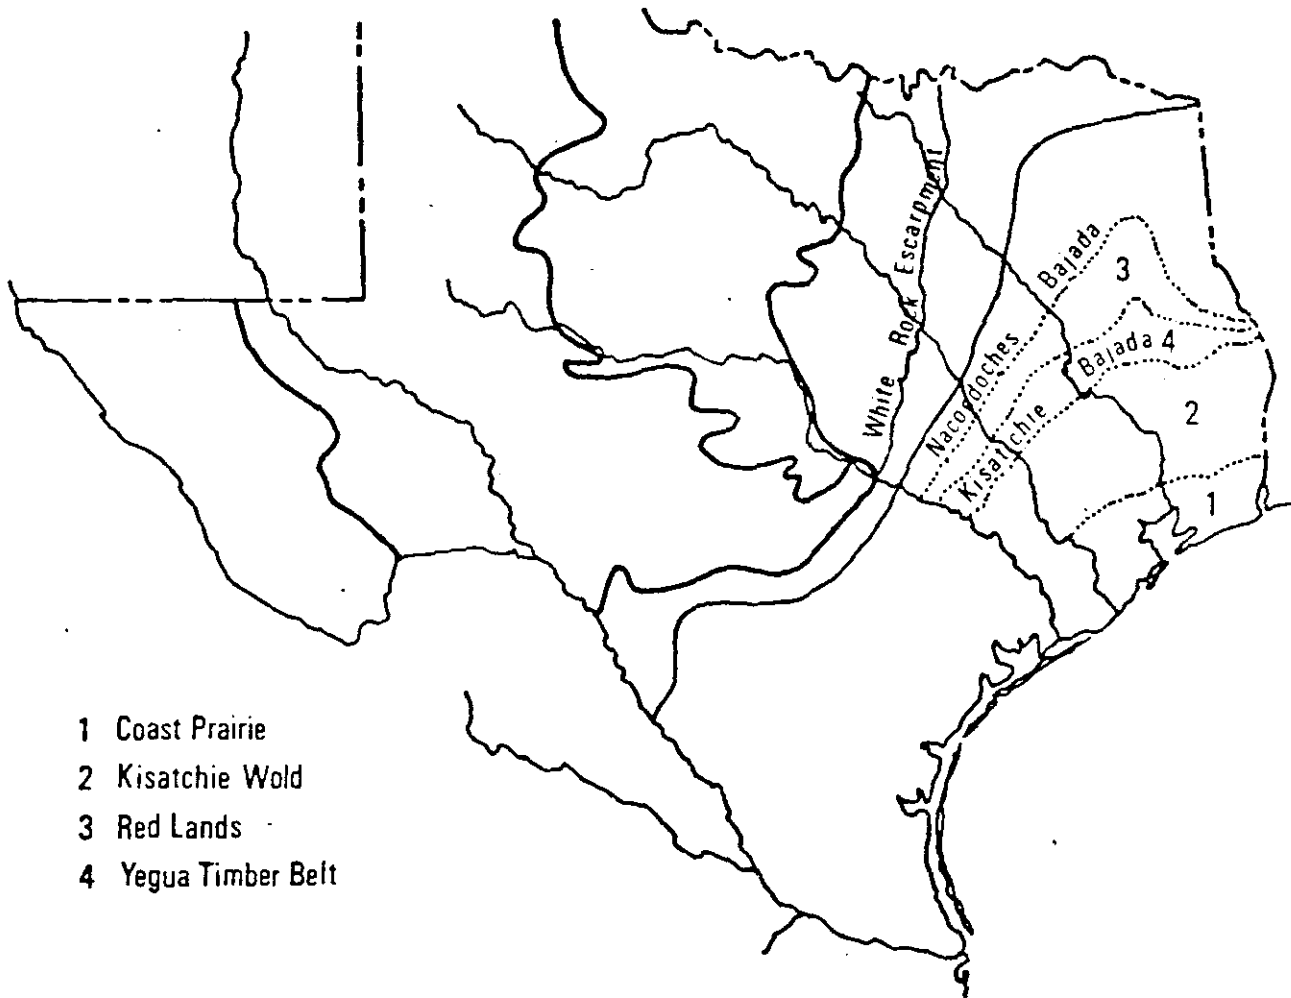 White Rock Escarpment
Nacogdoches Bajada
Kisatchie Bajada
3
4
2
1
1 Coast Prairie
2 Kisatchie Wold
3 Red Lands
4 Yegua Timber Belt